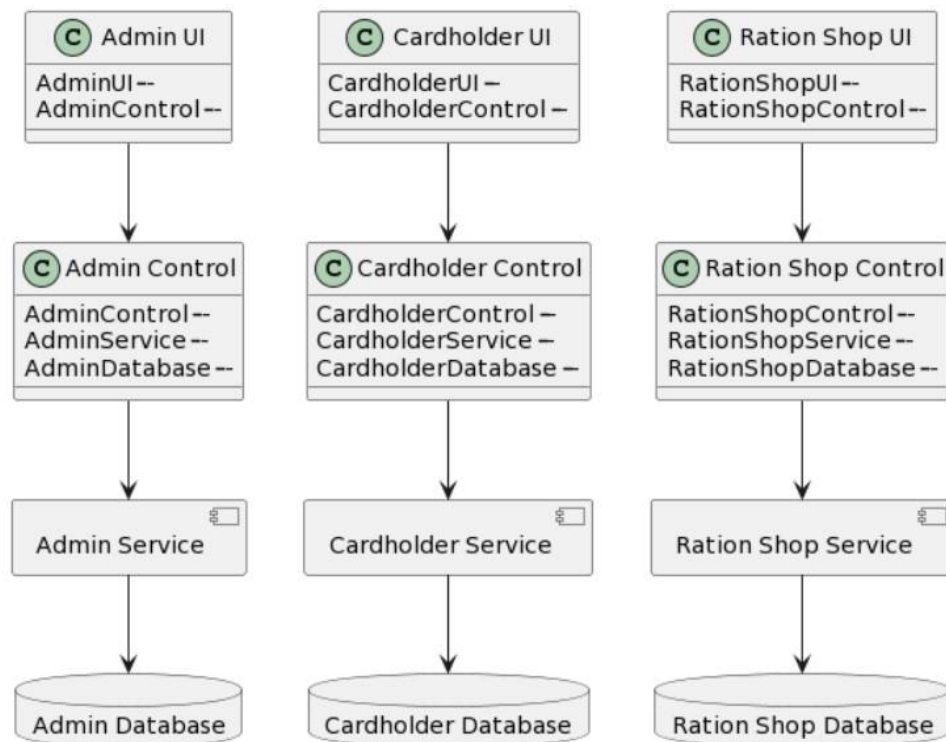 C Admin UI
AdminUI --
AdminControl --
C Cardholder UI
CardholderUI --
CardholderControl --
C Ration Shop UI
RationShopUI --
RationShopControl --
C Admin Control
AdminControl --
AdminService --
AdminDatabase --
C Cardholder Control
CardholderControl --
CardholderService --
CardholderDatabase --
C Ration Shop Control
RationShopControl --
RationShopService --
RationShopDatabase --
Admin Service
Cardholder Service
Ration Shop Service
Admin Database
Cardholder Database
Ration Shop Database